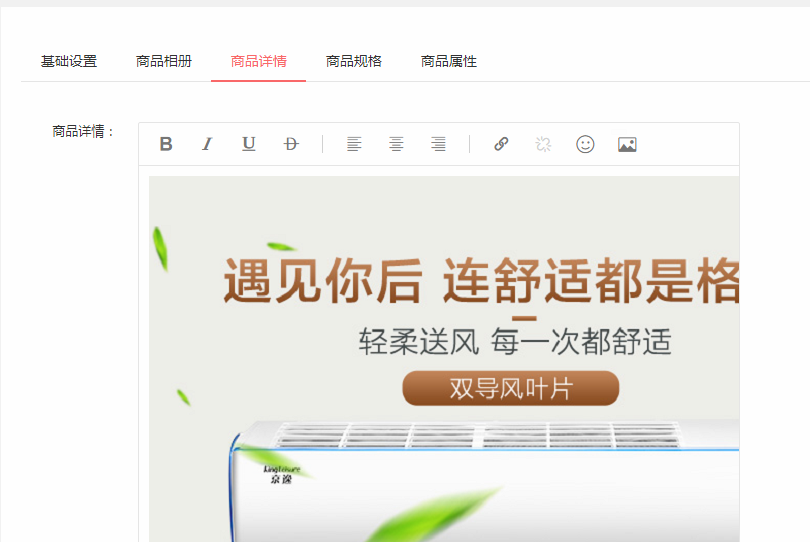 基础设置 商品相册 商品详情 商品规格 商品属性
商品详情：
B I U D
遇见你后 连舒适都是格
轻柔送风 每一次都舒适
双导风叶片
京逸